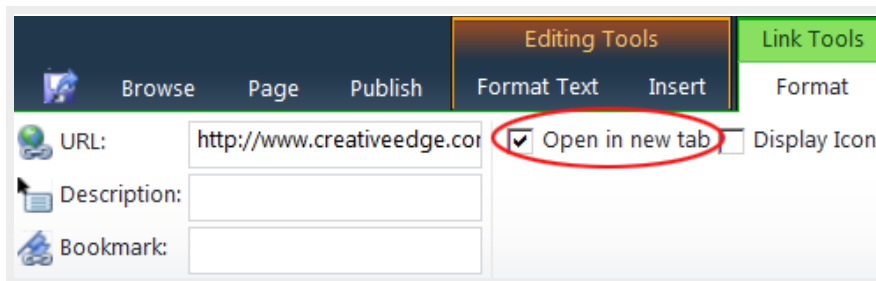 Editing Tools Link Tools
Browse Page Publish Format Text Insert Format
URL: http://www.creativeedge.cor Open in new tab Display Icon
Description:
Bookmark: